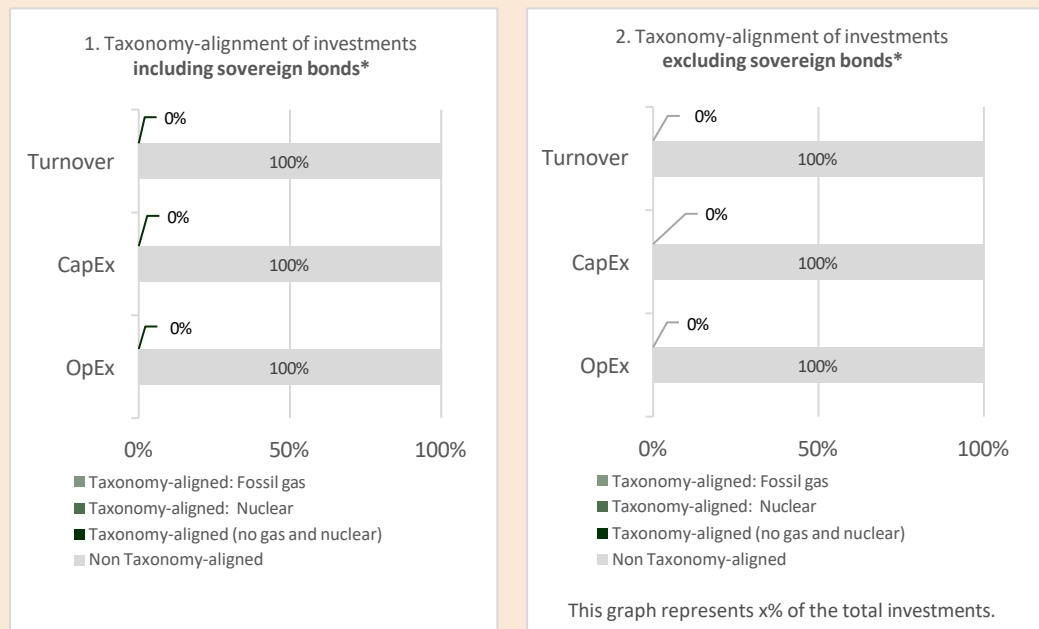 1. Taxonomy-alignment of investments
including sovereign bonds*
0%
Turnover
100%
0%
CapEx
100%
0%
OpEx
100%
0%
50%
100%
Taxonomy-aligned: Fossil gas
Taxonomy-aligned: Nuclear
Taxonomy-aligned (no gas and nuclear)
Non Taxonomy-aligned
2. Taxonomy-alignment of investments
excluding sovereign bonds*
0%
Turnover
100%
0%
CapEx
100%
0%
OpEx
100%
0%
50%
100%
Taxonomy-aligned: Fossil gas
Taxonomy-aligned: Nuclear
Taxonomy-aligned (no gas and nuclear)
Non Taxonomy-aligned
This graph represents x% of the total investments.